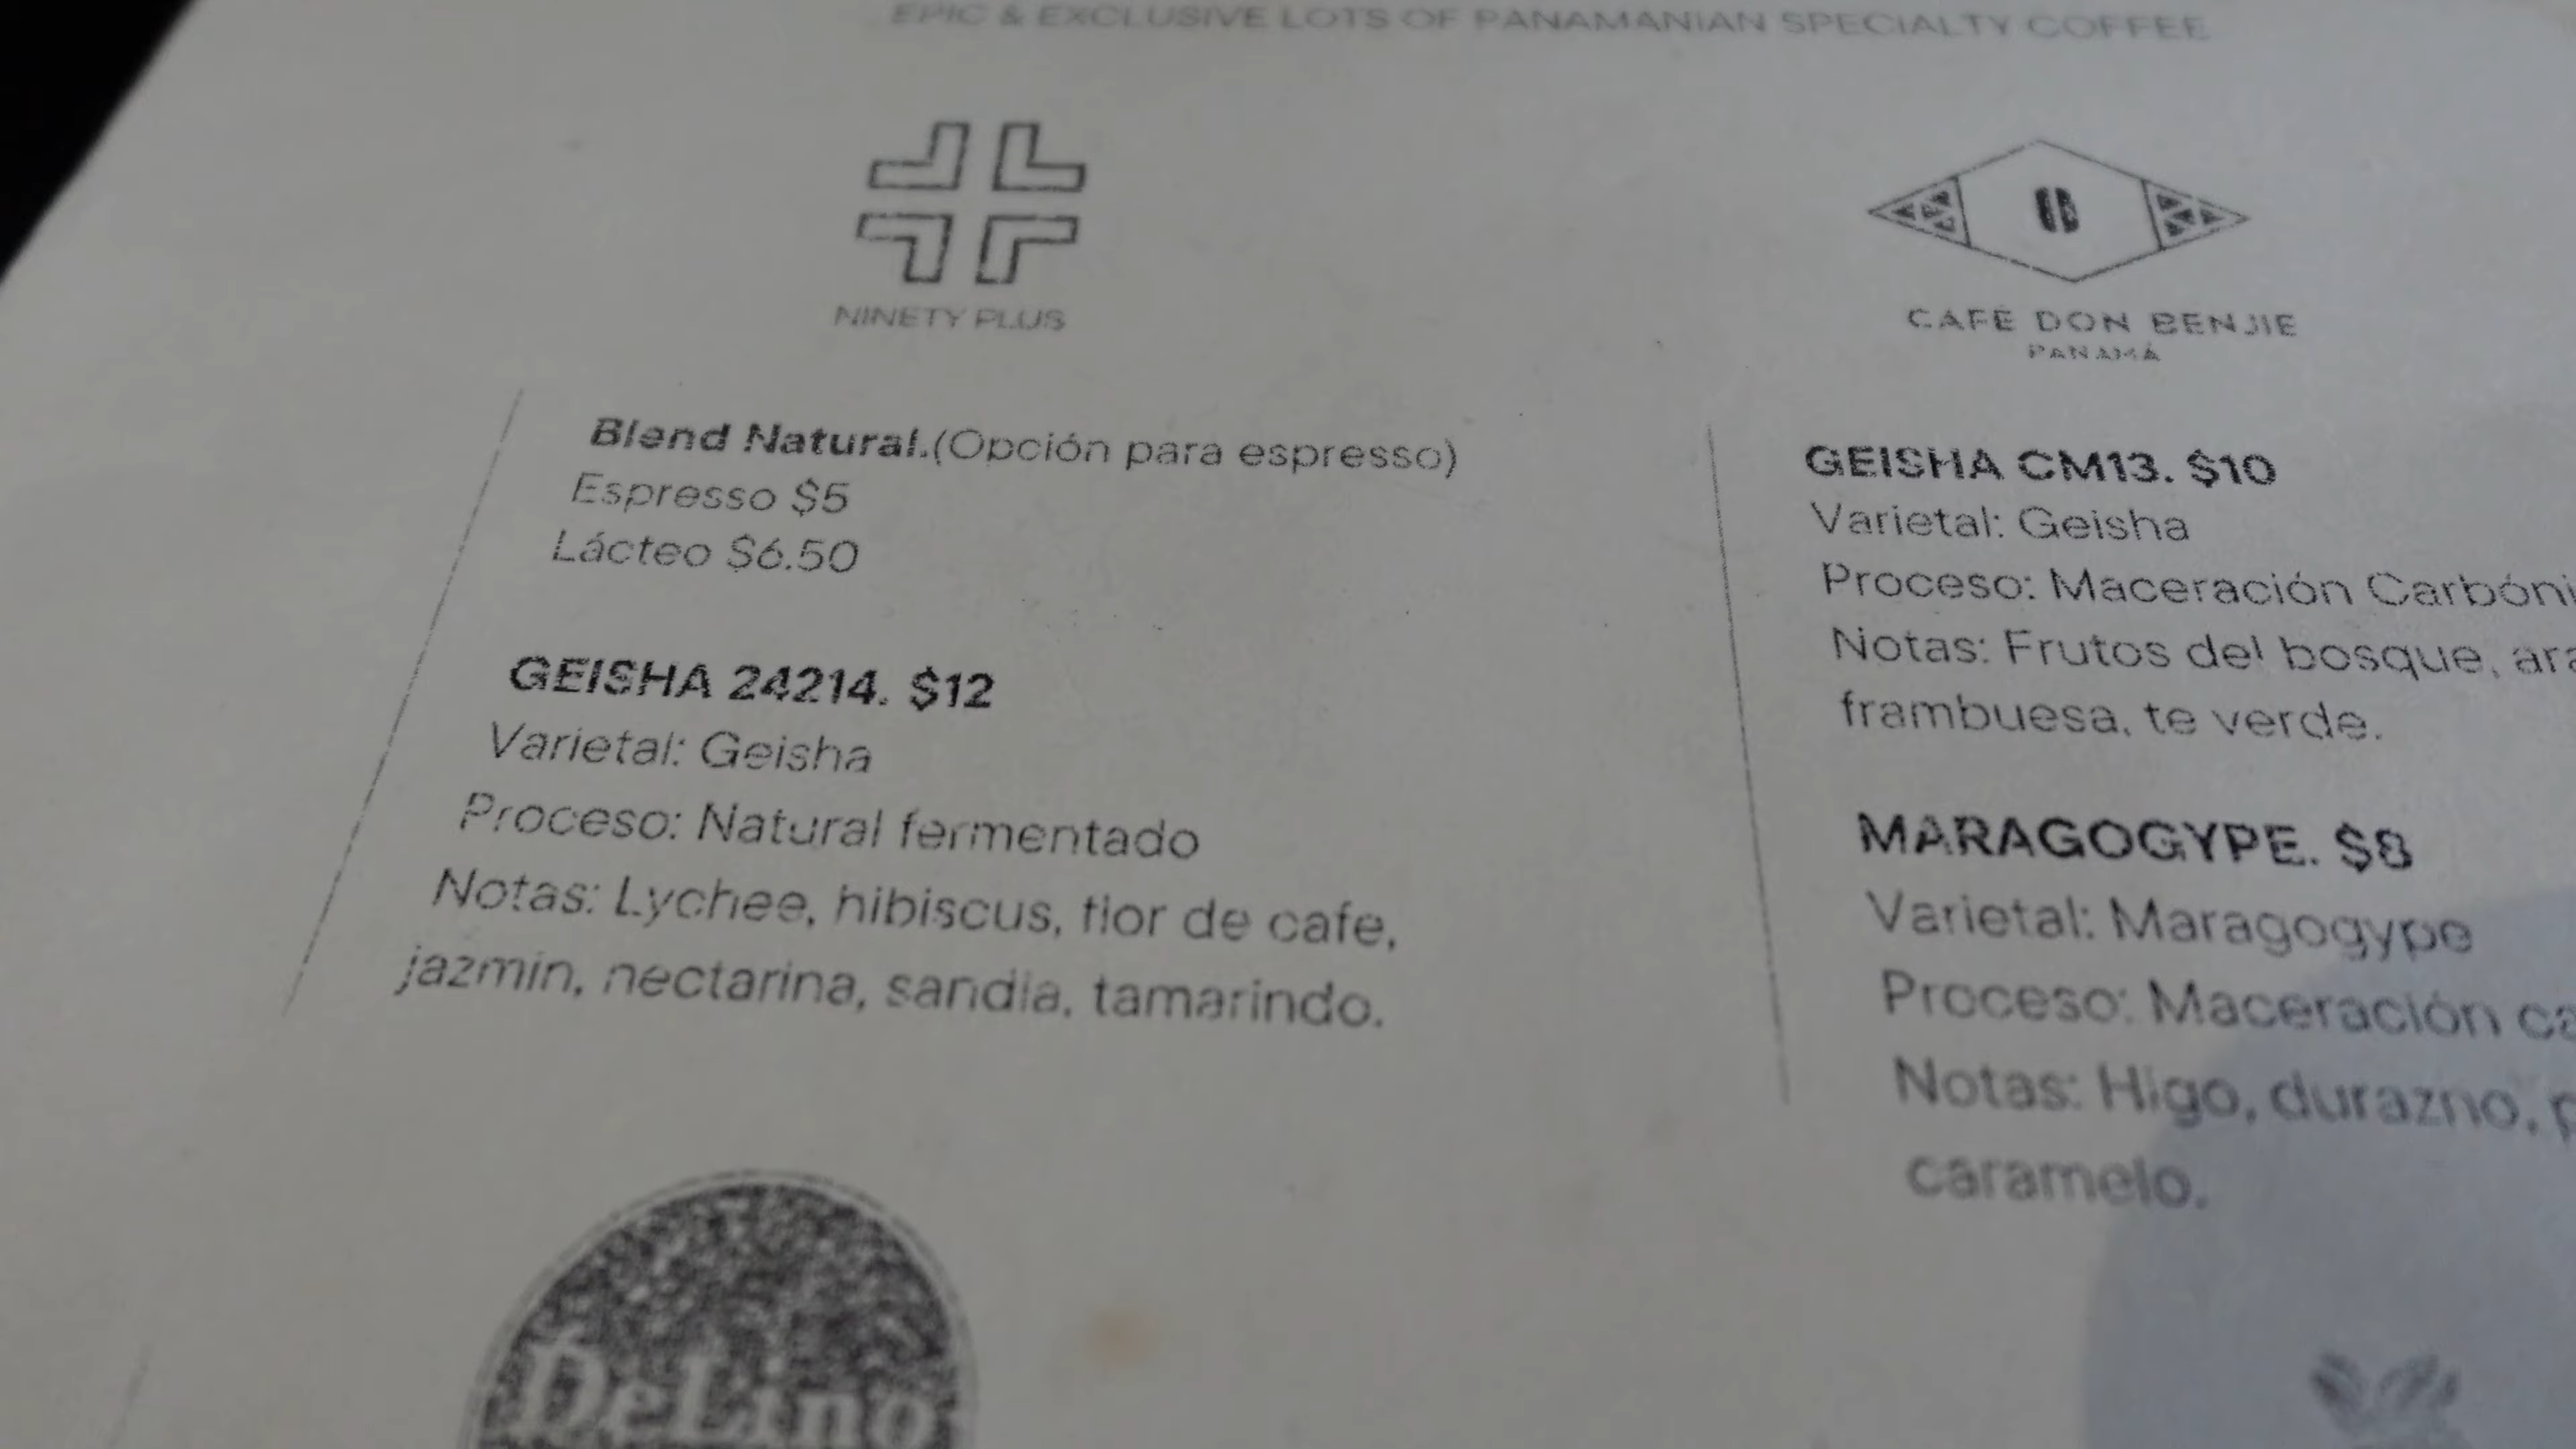 EPIC & EXCLUSIVE LOTS OF PANAMANIAN SPECIALTY COFFEE
NINETY PLUS
Blend Natural.(Opción para espresso)
Espresso $5
Lácteo $6.50
GEISHA 24214. $12
Varietal: Geisha
Proceso: Natural fermentado
Notas: Lychee, hibiscus, flor de cafe,
jazmin, nectarina, sandia, tamarindo.
DeLino
CAFE DON BENJIE
PANAMÁ
GEISHA CM13. $10
Varietal: Geisha
Proceso: Maceración
Notas: Frutos del bosque,
frambuesa, te verde.
MARAGOGYPE. $8
Varietal: Maragogype
Proceso: Maceración
Notas: Higo, durazno,
caramelo.